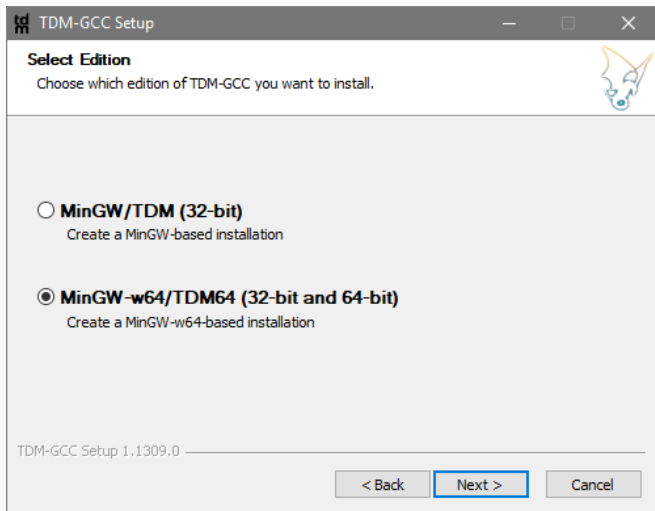 tdm TDM-GCC Setup
Select Edition
Choose which edition of TDM-GCC you want to install.
MinGW/TDM (32-bit)
Create a MinGW-based installation
MinGW-w64/TDM64 (32-bit and 64-bit)
Create a MinGW-w64-based installation
TDM-GCC Setup 1.1309.0
< Back Next > Cancel